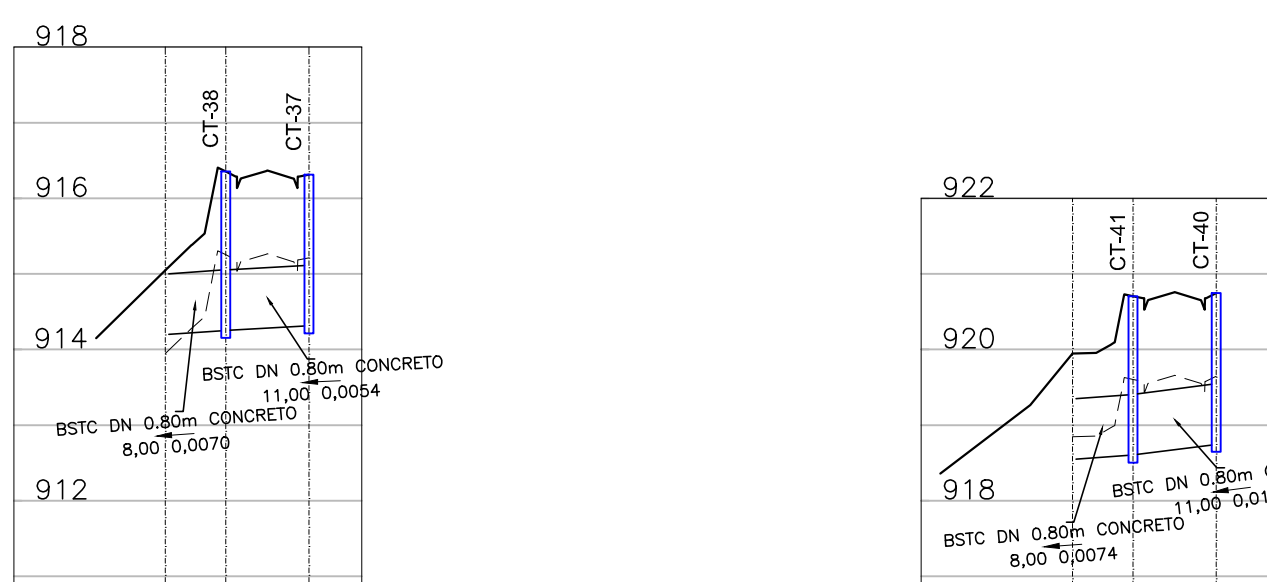 918
CT-38
CT-37
916
914
BSTC DN 0.80m CONCRETO
11,00 0,0054
BSTC DN 0.80m CONCRETO
8,00 0,0070
912
922
CT-41
CT-40
920
918
BSTC DN 0.80m
11,00
BSTC DN 0.80m CONCRETO
8,00 0,0074